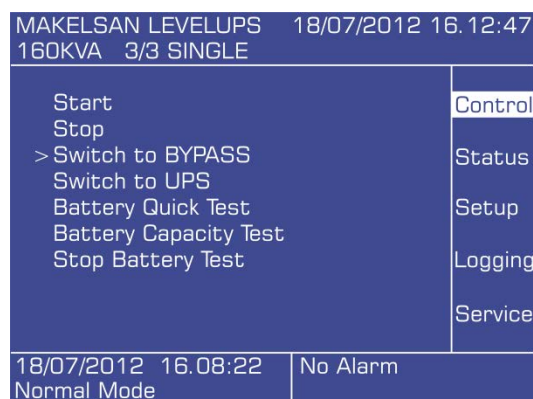 MAKELSAN LEVELUPS 18/07/2012 16.12:47
160KVA 3/3 SINGLE
Start
Stop
>Switch to BYPASS
Switch to UPS
Battery Quick Test
Battery Capacity Test
Stop Battery Test
Control
Status
Setup
Logging
Service
18/07/2012 16.08:22 No Alarm
Normal Mode